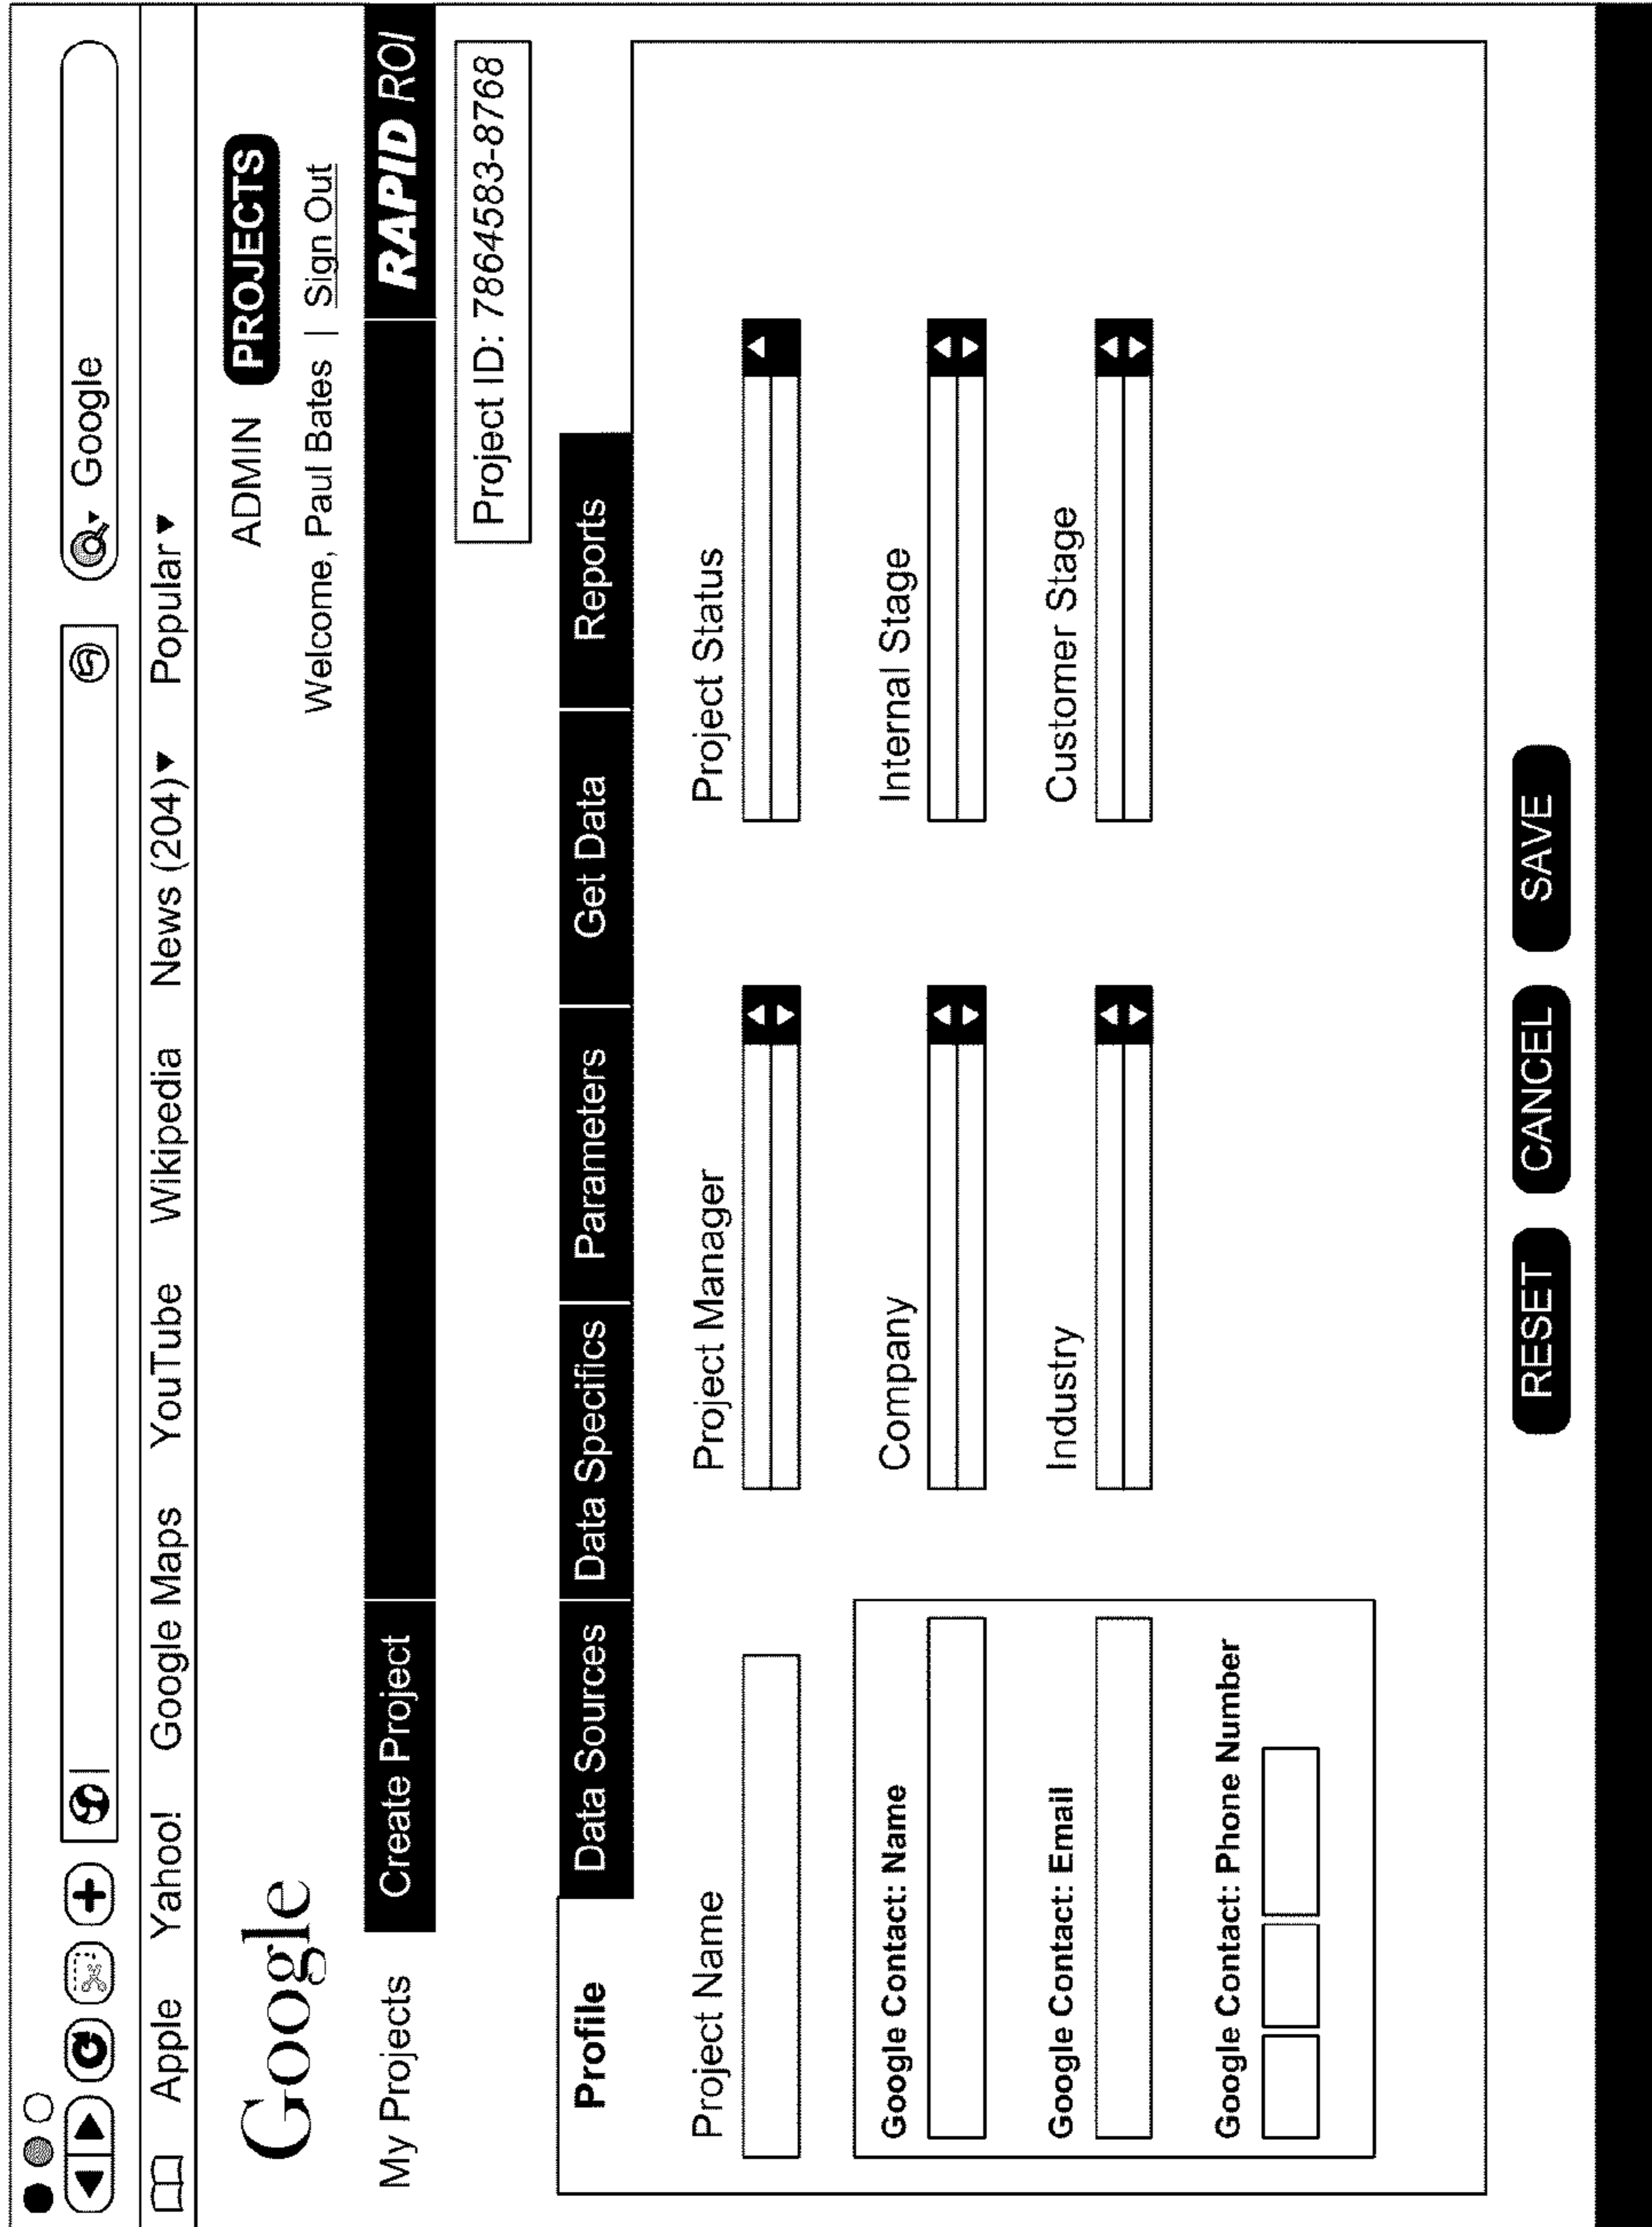 Google
Apple Yahoo! Google Maps YouTube Wikipedia News (204) Popular
Google
ADMIN PROJECTS
Welcome, Paul Bates | Sign Out
My Projects Create Project RAPID ROI
Project ID: 7864583-8768
Profile Data Sources Data Specifics Parameters Get Data Reports
Project Name Project Manager Project Status
Google Contact: Name Company Internal Stage
Google Contact: Email Industry Customer Stage
Google Contact: Phone Number
RESET CANCEL SAVE